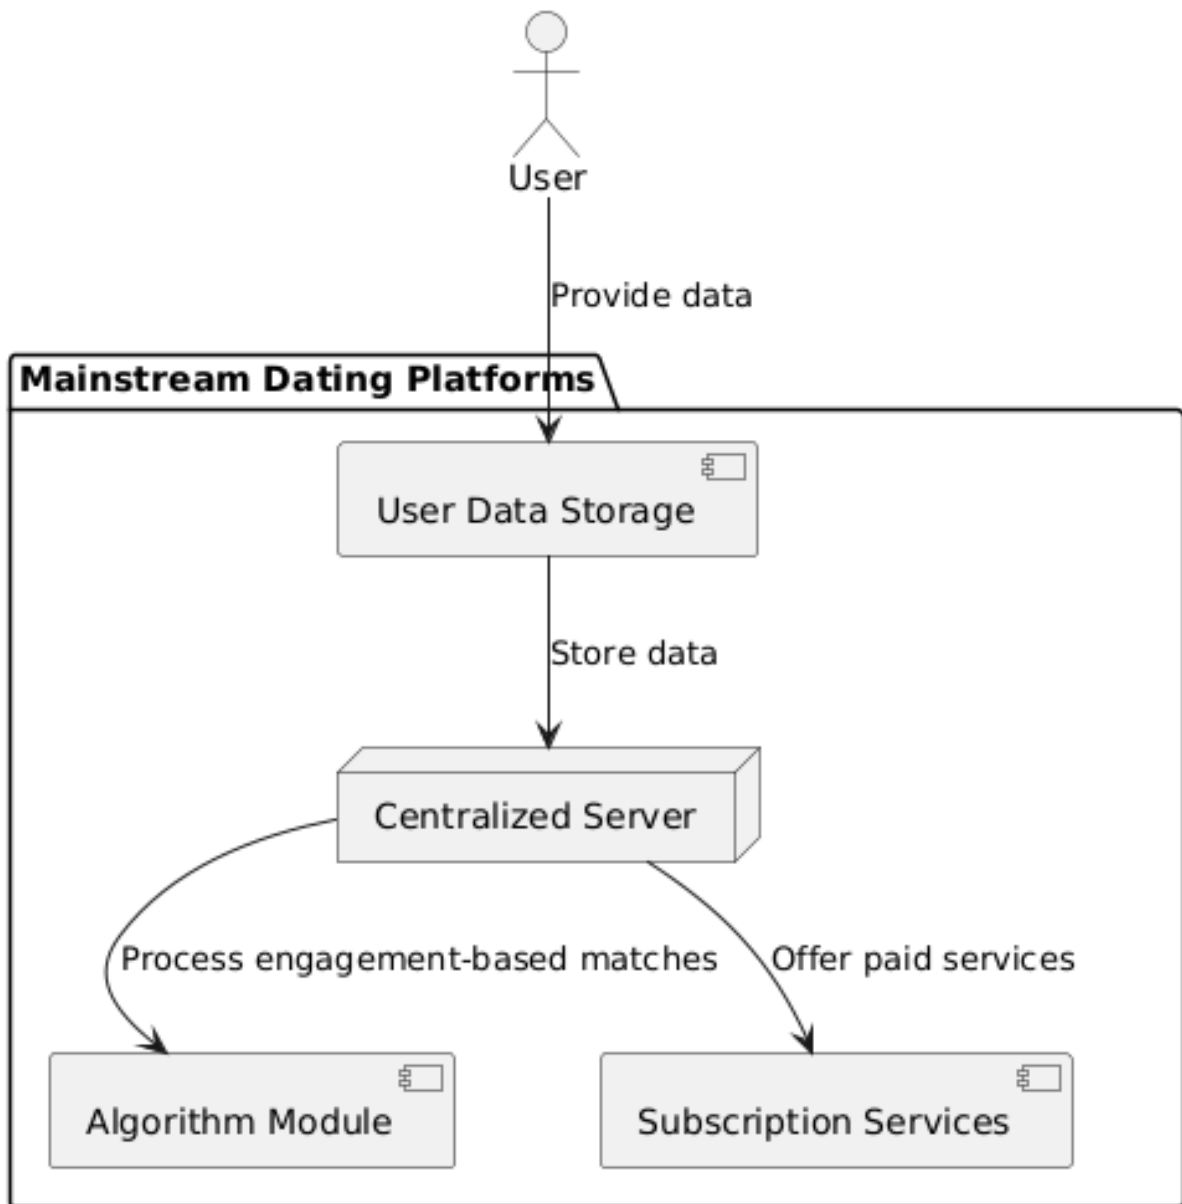 User
Provide data
Mainstream Dating Platforms
User Data Storage
Store data
Centralized Server
Process engagement-based matches
Offer paid services
Algorithm Module
Subscription Services